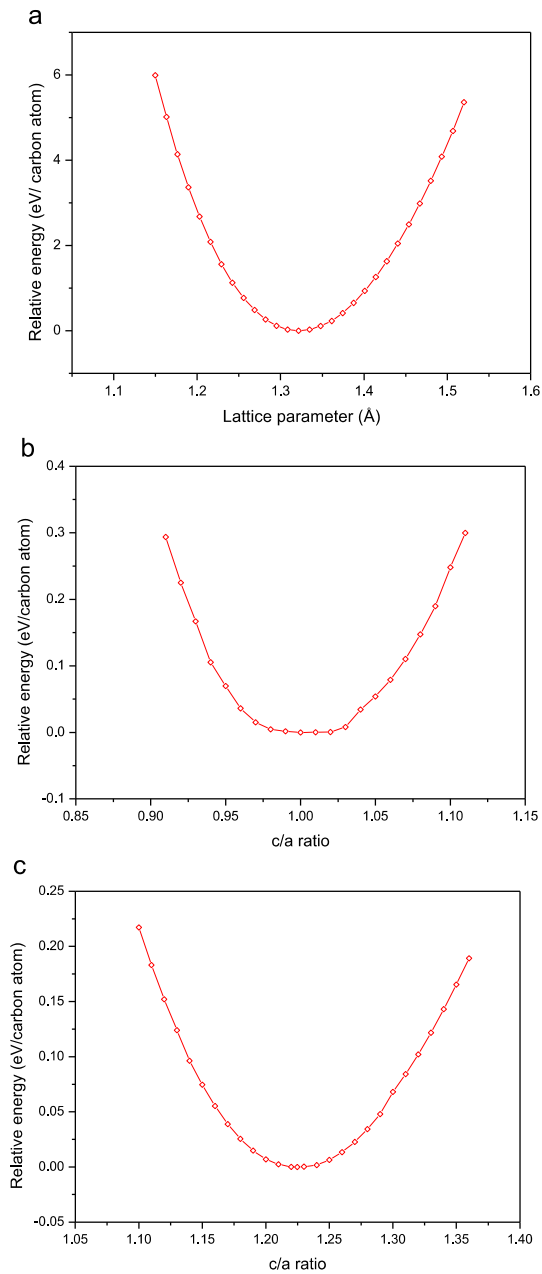 a
Relative energy (eV/ carbon atom)
6
4
2
0
1.1 1.2 1.3 1.4 1.5 1.6
Lattice parameter (Å)
b
Relative energy (eV/carbon atom)
0.4
0.3
0.2
0.1
0.0
-0.1
0.85 0.90 0.95 1.00 1.05 1.10 1.15
c/a ratio
c
Relative energy (eV/carbon atom)
0.25
0.20
0.15
0.10
0.05
0.00
-0.05
1.05 1.10 1.15 1.20 1.25 1.30 1.35 1.40
c/a ratio